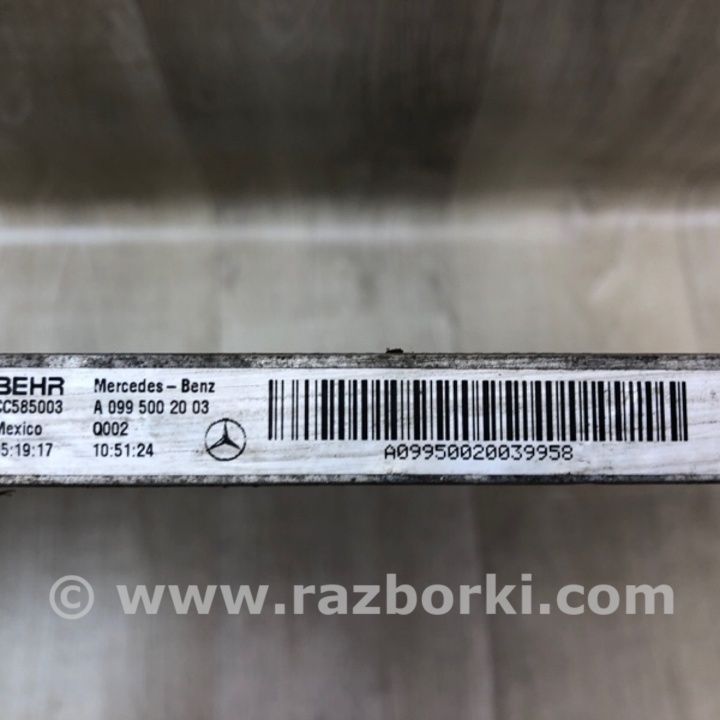 BEHR Mercedes-Benz
CC585003 A 099 500 20 03
Mexico Q002
5:19:17 10:51:24
A09950020039958
© www.razborki.com